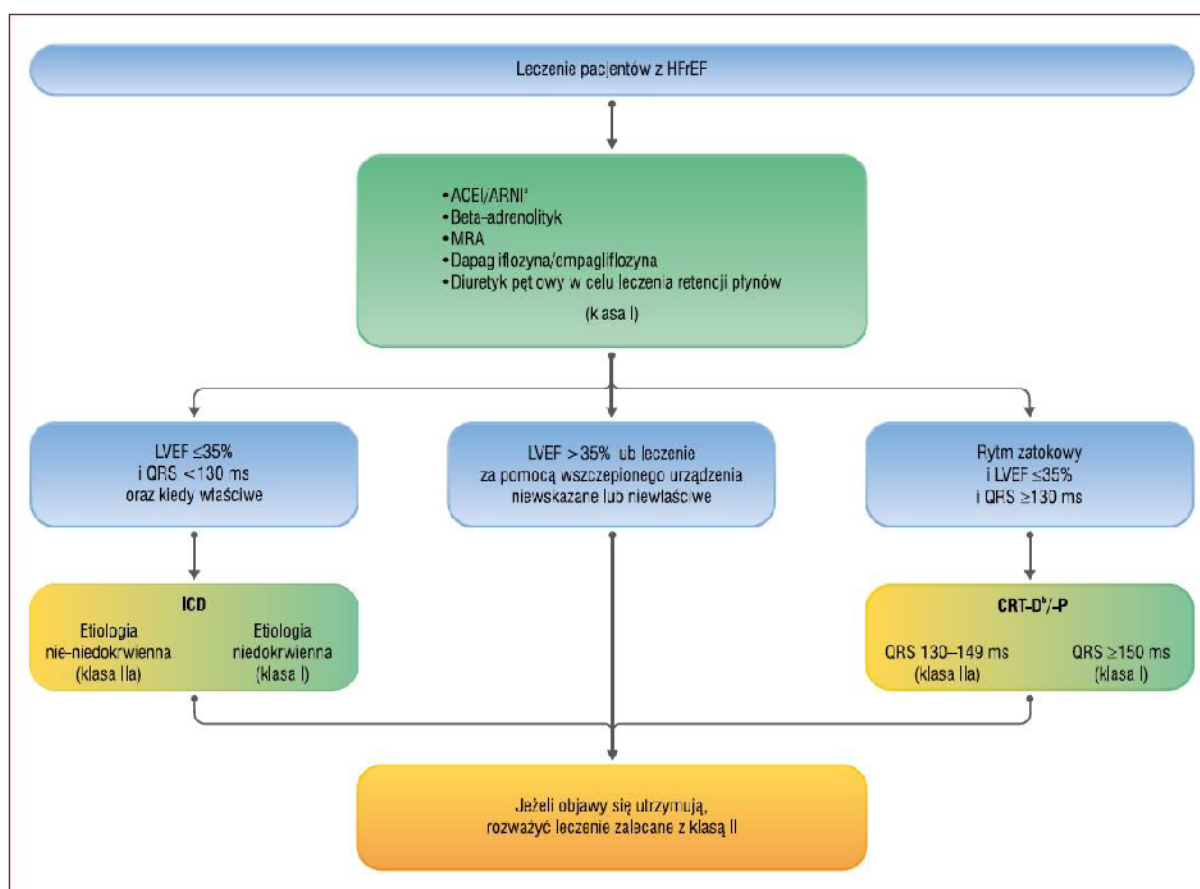 Leczenie pacjentów z HFrEF
•ACEI/ARNIª
•Beta-adrenolityk
•MRA
•Dapagliflozyna/empagliflozyna
•Diuretyk pętlowy w celu leczenia retencji płynów
(klasa I)
LVEF ≤35%
i QRS <130 ms
oraz kiedy właściwe
LVEF >35% lub leczenie
za pomocą wszczepionego urządzenia
niewskazane lub niewłaściwe
Rytm zatokowy
i LVEF ≤35%
i QRS ≥130 ms
ICD
Etiologia
nie-niedokrwienna
(klasa IIa)
Etiologia
niedokrwienna
(klasa I)
CRT-Dᵇ/-P
QRS 130–149 ms
(klasa IIa)
QRS ≥150 ms
(klasa I)
Jeżeli objawy się utrzymują,
rozważyć leczenie zalecane z klasą II